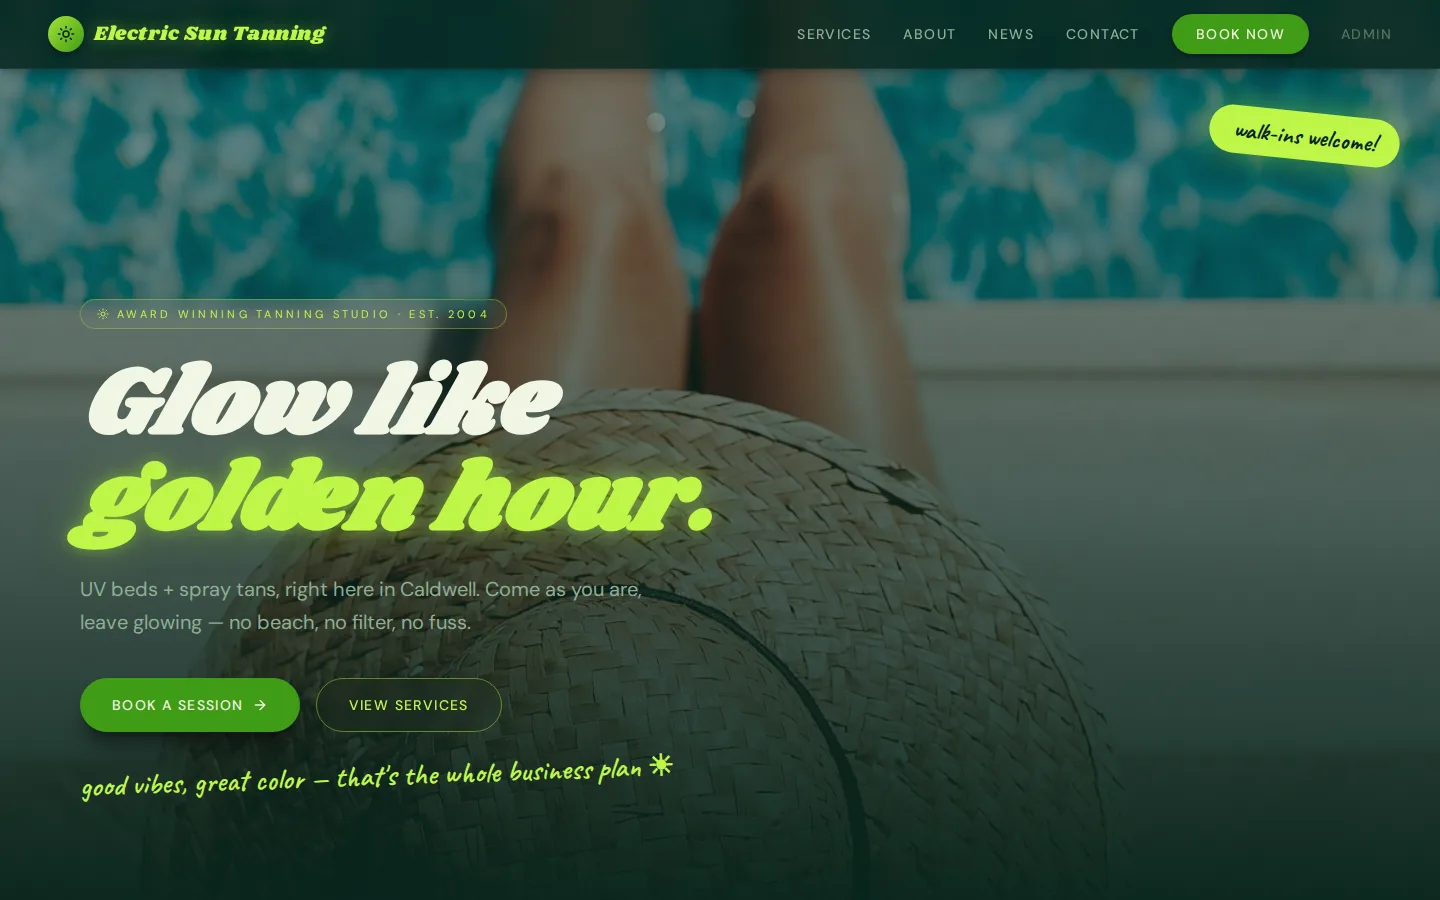 Electric Sun Tanning
SERVICES
ABOUT
NEWS
CONTACT
BOOK NOW
ADMIN
walk-ins welcome!
AWARD WINNING TANNING STUDIO · EST. 2004
Glow like
golden hour.
UV beds + spray tans, right here in Caldwell. Come as you are,
leave glowing — no beach, no filter, no fuss.
BOOK A SESSION →
VIEW SERVICES
good vibes, great color — that's the whole business plan ☀